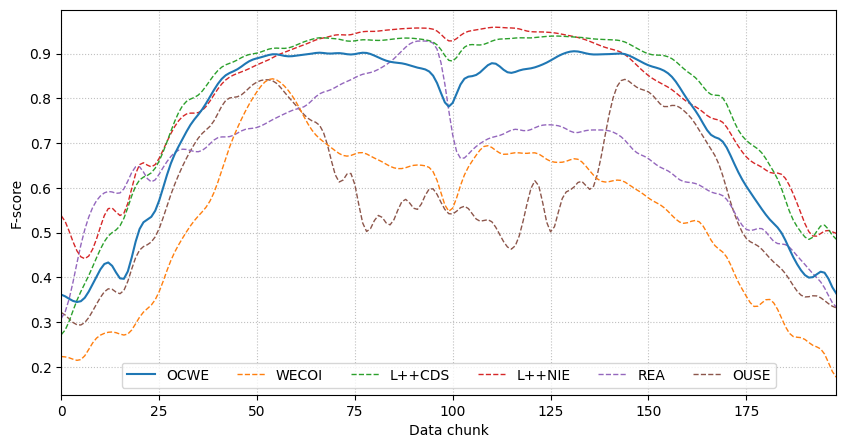 F-score
0.9
0.8
0.7
0.6
0.5
0.4
0.3
0.2
OCWE WECOI L++CDS L++NIE REA OUSE
0 25 50 75 100 125 150 175
Data chunk